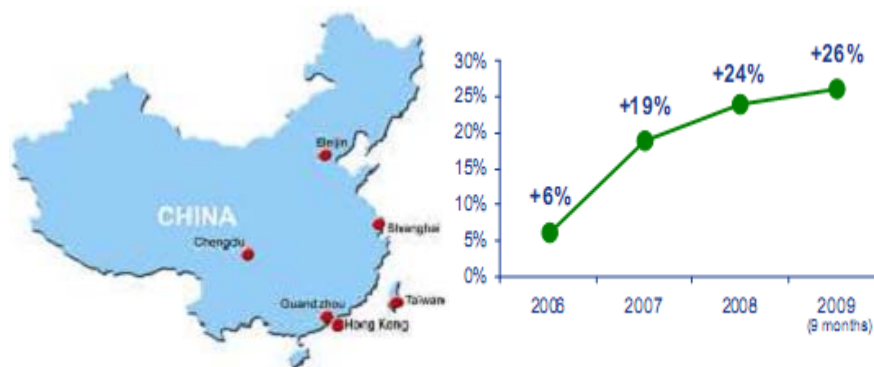 Beijin
CHINA
Shanghai
Chengdu
Guandzhou
Taiwan
Hong Kong
30%
25%
20%
15%
10%
5%
0%
+6%
+19%
+24%
+26%
2006
2007
2008
2009
(9 months)